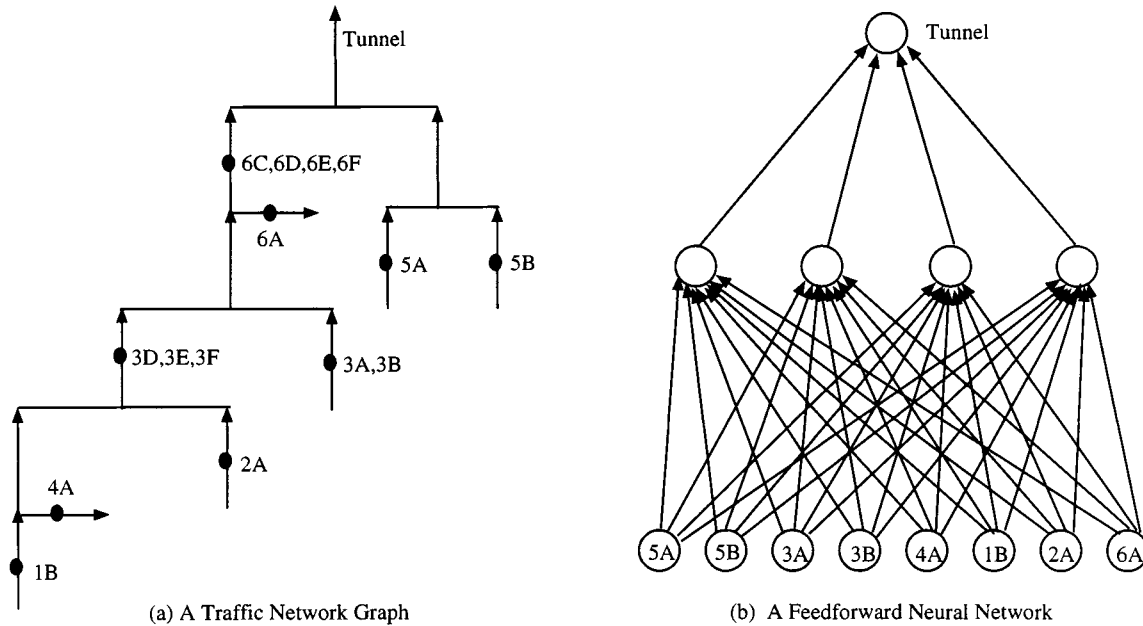 Tunnel
6C,6D,6E,6F
6A
5A
5B
3D,3E,3F
3A,3B
2A
4A
1B
(a) A Traffic Network Graph
Tunnel
5A
5B
3A
3B
4A
1B
2A
6A
(b) A Feedforward Neural Network